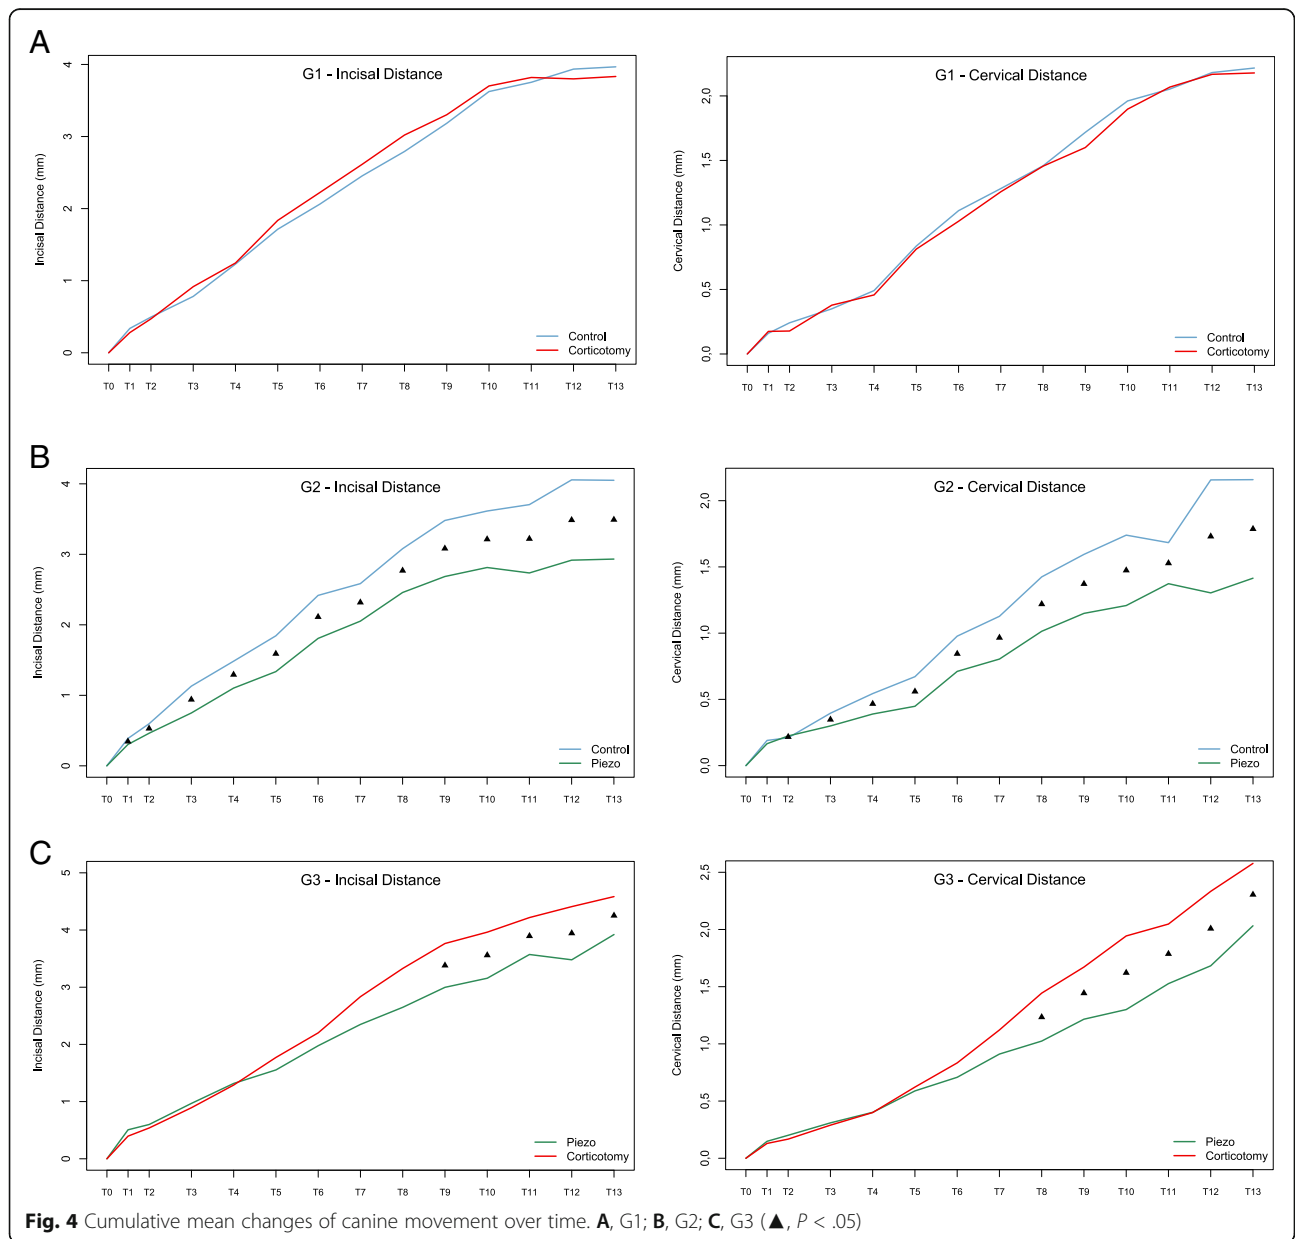 A
G1 - Incisal Distance
Incisal Distance (mm)
4
3
2
1
0
Control
Corticotomy
T0 T1 T2 T3 T4 T5 T6 T7 T8 T9 T10 T11 T12 T13
G1 - Cervical Distance
Cervical Distance (mm)
2,0
1,5
1,0
0,5
0,0
Control
Corticotomy
T0 T1 T2 T3 T4 T5 T6 T7 T8 T9 T10 T11 T12 T13
B
G2 - Incisal Distance
Incisal Distance (mm)
4
3
2
1
0
Control
Piezo
T0 T1 T2 T3 T4 T5 T6 T7 T8 T9 T10 T11 T12 T13
G2 - Cervical Distance
Cervical Distance (mm)
2,0
1,5
1,0
0,5
0,0
Control
Piezo
T0 T1 T2 T3 T4 T5 T6 T7 T8 T9 T10 T11 T12 T13
C
G3 - Incisal Distance
Incisal Distance (mm)
5
4
3
2
1
0
Piezo
Corticotomy
T0 T1 T2 T3 T4 T5 T6 T7 T8 T9 T10 T11 T12 T13
G3 - Cervical Distance
Cervical Distance (mm)
2,5
2,0
1,5
1,0
0,5
0,0
Piezo
Corticotomy
T0 T1 T2 T3 T4 T5 T6 T7 T8 T9 T10 T11 T12 T13
Fig. 4 Cumulative mean changes of canine movement over time. A, G1; B, G2; C, G3 (▲, P < .05)